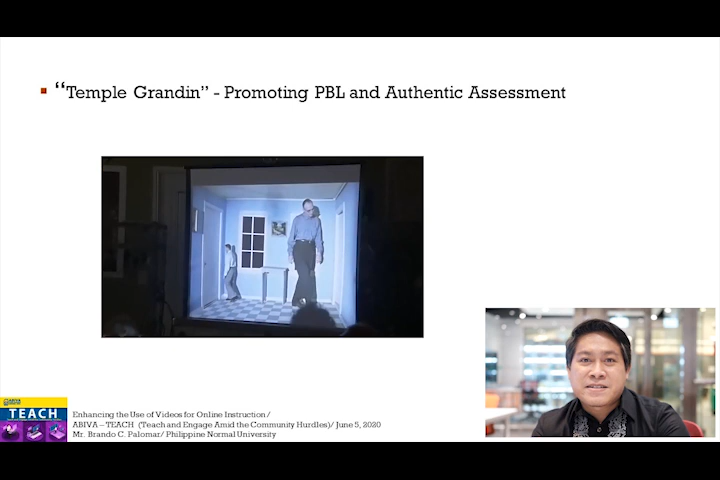 “Temple Grandin” - Promoting PBL and Authentic Assessment
TEACH
Enhancing the Use of Videos for Online Instruction/
ABIVA – TEACH (Teach and Engage Amid the Community Hurdles)/ June 5, 2020
Mr. Brando C. Palomar/ Philippine Normal University